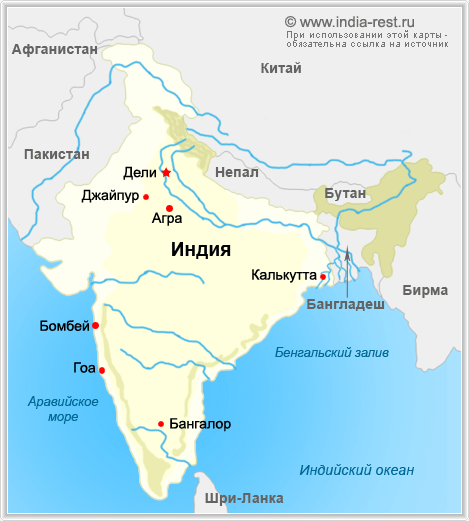 © www.india-rest.ru
При использовании этой карты -
обязательна ссылка на источник
Афганистан
Китай
Пакистан
Дели
Непал
Джайпур
Бутан
Агра
Индия
Калькутта
Бирма
Бангладеш
Бомбей
Бенгальский залив
Гоа
Аравийское
море
Бангалор
Индийский океан
Шри-Ланка